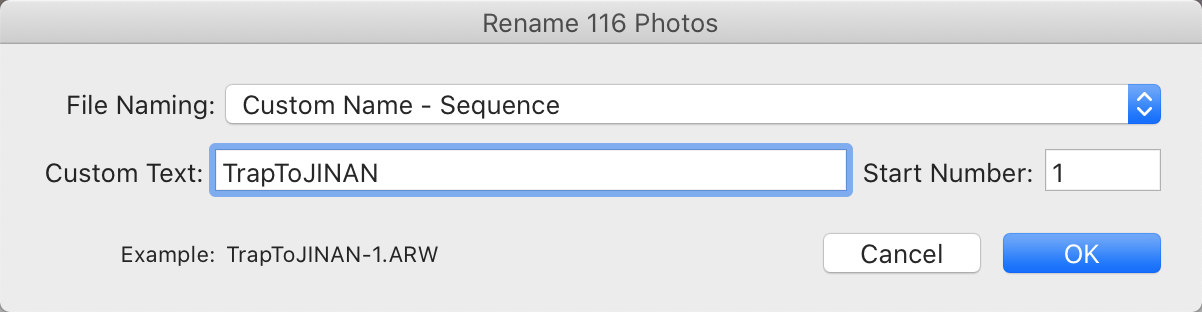 Rename 116 Photos
File Naming: Custom Name - Sequence
Custom Text: TrapToJINAN Start Number: 1
Example: TrapToJINAN-1.ARW Cancel OK